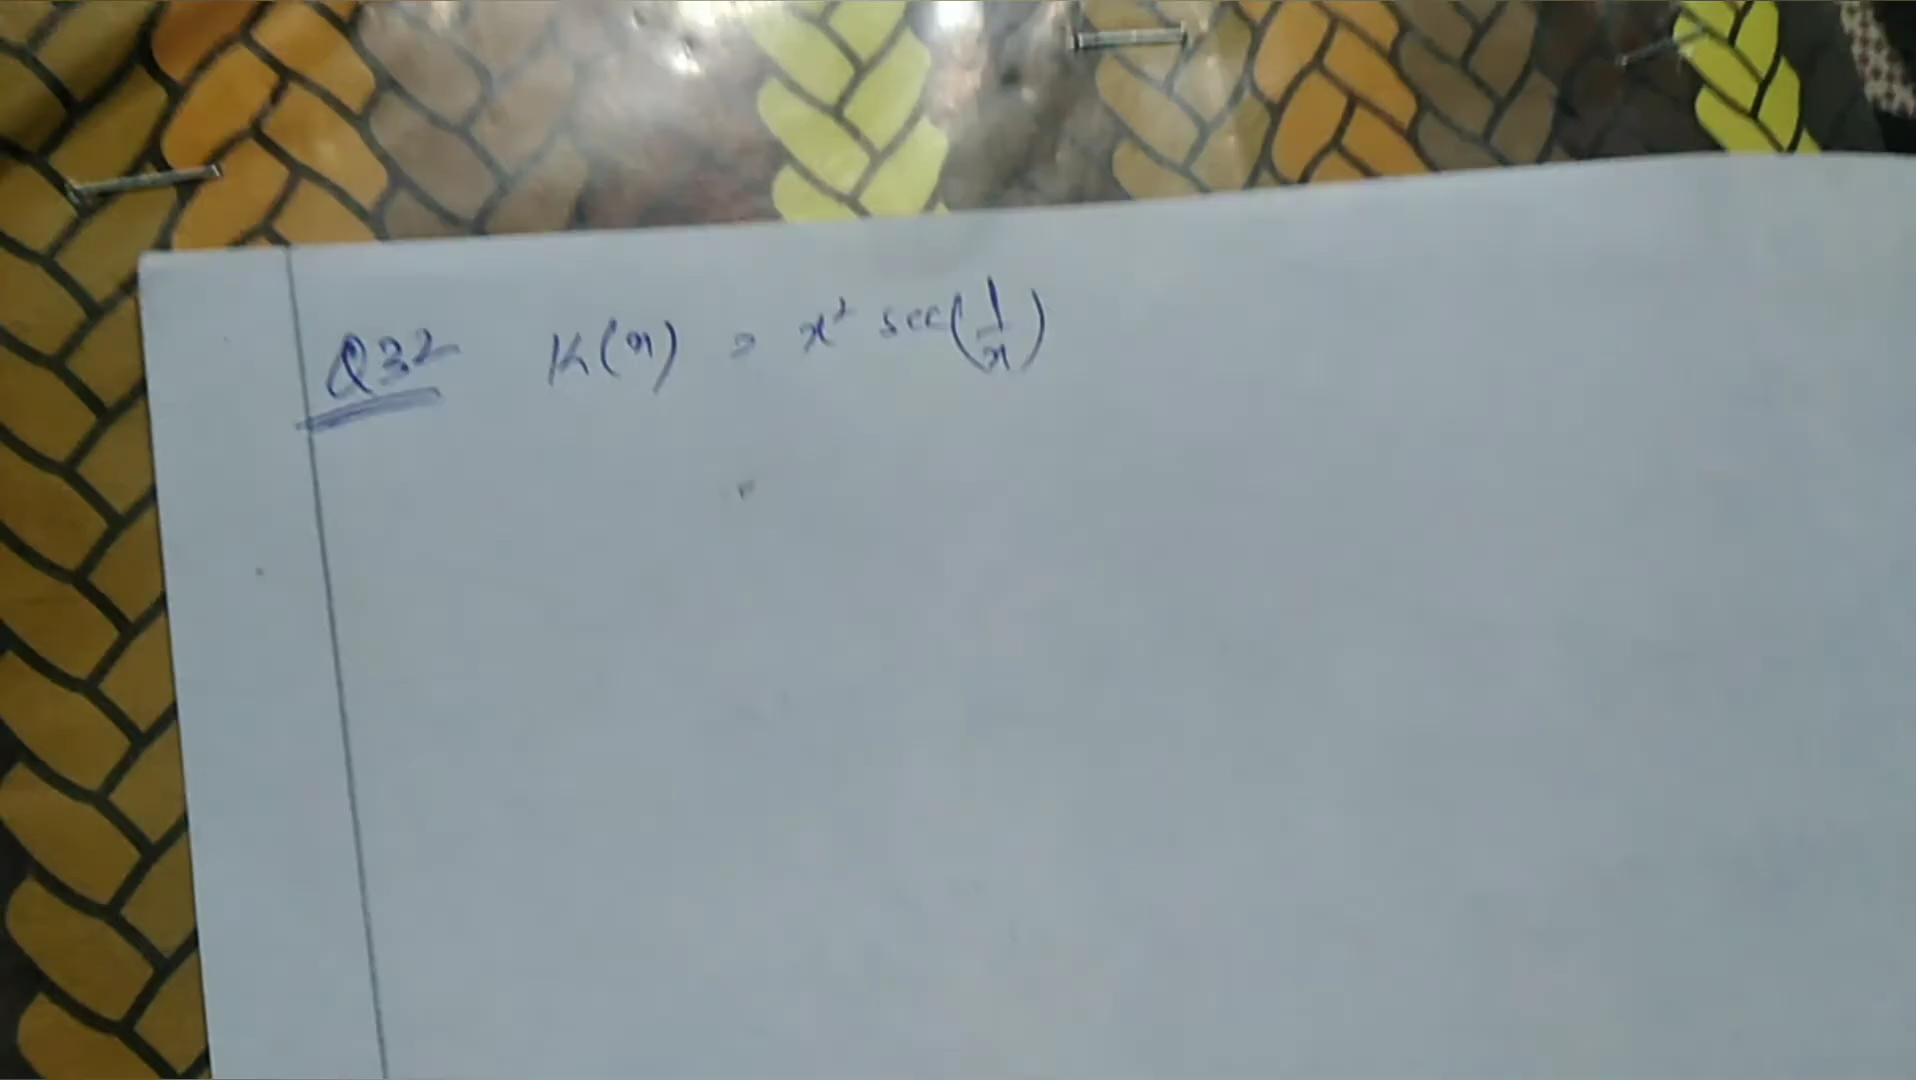 Q32 K(x) = x² sec(1/x)